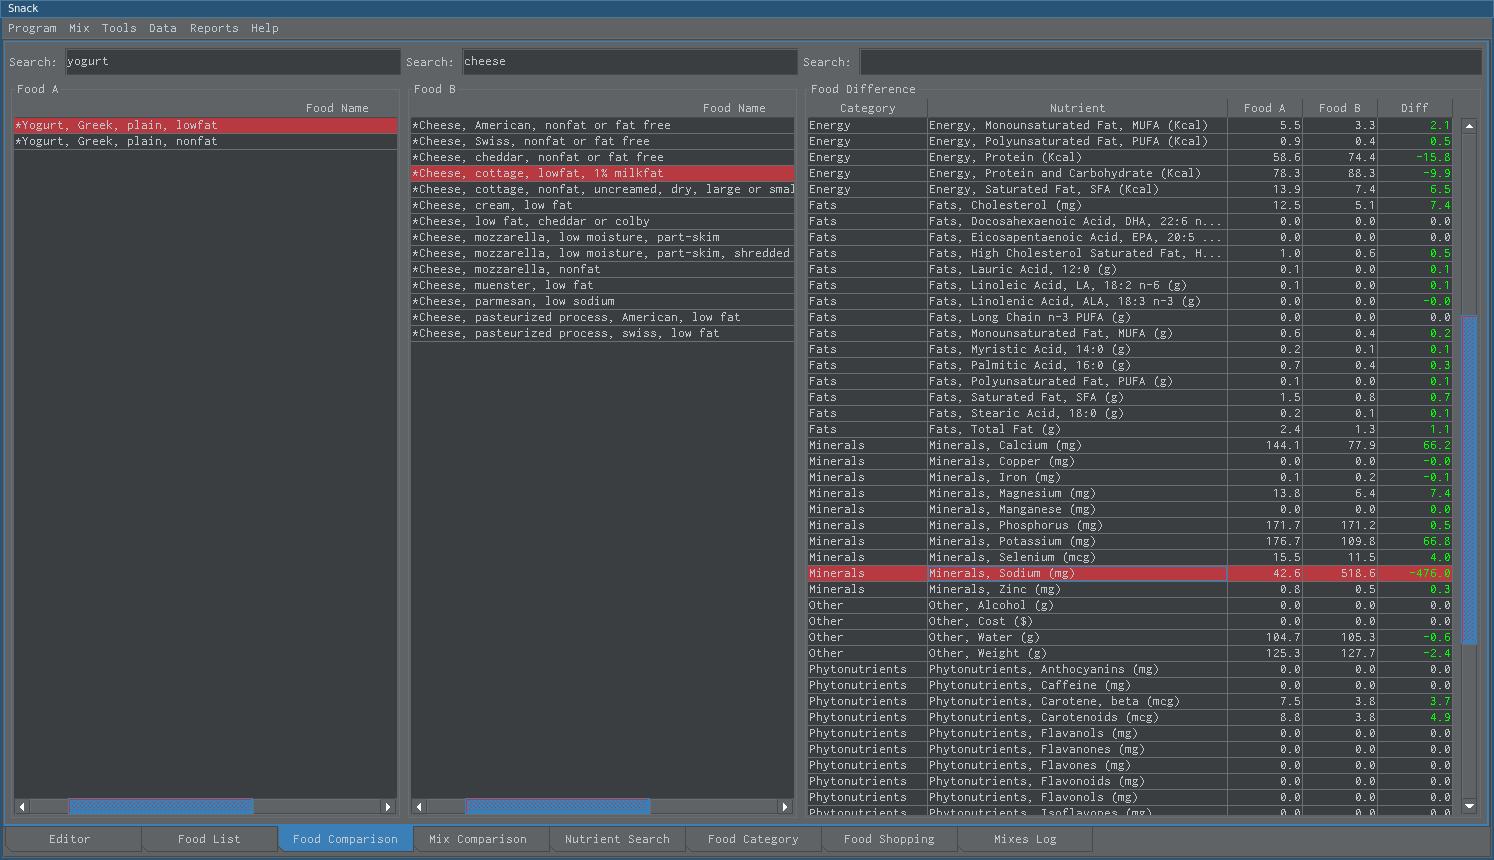 Snack
Program Mix Tools Data Reports Help
Search: yogurt Search: cheese Search:
Food A Food B Food Difference
Food Name Food Name Category Nutrient Food A Food B Diff
*Yogurt, Greek, plain, lowfat *Cheese, American, nonfat or fat free Energy Energy, Monounsaturated Fat, MUFA (Kcal) 5.5 3.3 2.1
*Yogurt, Greek, plain, nonfat *Cheese, Swiss, nonfat or fat free Energy Energy, Polyunsaturated Fat, PUFA (Kcal) 0.9 0.4 0.5
*Cheese, cheddar, nonfat or fat free Energy Energy, Protein (Kcal) 58.6 74.4 -15.8
*Cheese, cottage, lowfat, 1% milkfat Energy Energy, Protein and Carbohydrate (Kcal) 78.3 88.3 -9.9
*Cheese, cottage, nonfat, uncreamed, dry, large or smal Energy Energy, Saturated Fat, SFA (Kcal) 13.9 7.4 6.5
*Cheese, cream, low fat Fats Fats, Cholesterol (mg) 12.5 5.1 7.4
*Cheese, low fat, cheddar or colby Fats Fats, Docosahexaenoic Acid, DHA, 22:6 n... 0.0 0.0 0.0
*Cheese, mozzarella, low moisture, part-skim Fats Fats, Eicosapentaenoic Acid, EPA, 20:5 ... 0.0 0.0 0.0
*Cheese, mozzarella, low moisture, part-skim, shredded Fats Fats, High Cholesterol Saturated Fat, H... 1.0 0.6 0.5
*Cheese, mozzarella, nonfat Fats Fats, Lauric Acid, 12:0 (g) 0.1 0.0 0.1
*Cheese, muenster, low fat Fats Fats, Linoleic Acid, LA, 18:2 n-6 (g) 0.1 0.0 0.1
*Cheese, parmesan, low sodium Fats Fats, Linolenic Acid, ALA, 18:3 n-3 (g) 0.0 0.0 -0.0
*Cheese, pasteurized process, American, low fat Fats Fats, Long Chain n-3 PUFA (g) 0.0 0.0 0.0
*Cheese, pasteurized process, swiss, low fat Fats Fats, Monounsaturated Fat, MUFA (g) 0.6 0.4 0.2
Fats Fats, Myristic Acid, 14:0 (g) 0.2 0.1 0.1
Fats Fats, Palmitic Acid, 16:0 (g) 0.7 0.4 0.3
Fats Fats, Polyunsaturated Fat, PUFA (g) 0.1 0.0 0.1
Fats Fats, Saturated Fat, SFA (g) 1.5 0.8 0.7
Fats Fats, Stearic Acid, 18:0 (g) 0.2 0.1 0.1
Fats Fats, Total Fat (g) 2.4 1.3 1.1
Minerals Minerals, Calcium (mg) 144.1 77.9 66.2
Minerals Minerals, Copper (mg) 0.0 0.0 -0.0
Minerals Minerals, Iron (mg) 0.1 0.2 -0.1
Minerals Minerals, Magnesium (mg) 13.8 6.4 7.4
Minerals Minerals, Manganese (mg) 0.0 0.0 0.0
Minerals Minerals, Phosphorus (mg) 171.7 171.2 0.5
Minerals Minerals, Potassium (mg) 176.7 109.8 66.8
Minerals Minerals, Selenium (mcg) 15.5 11.5 4.0
Minerals Minerals, Sodium (mg) 42.6 518.6 -476.0
Minerals Minerals, Zinc (mg) 0.8 0.5 0.3
Other Other, Alcohol (g) 0.0 0.0 0.0
Other Other, Cost ($) 0.0 0.0 0.0
Other Other, Water (g) 104.7 105.3 -0.6
Other Other, Weight (g) 125.3 127.7 -2.4
Phytonutrients Phytonutrients, Anthocyanins (mg) 0.0 0.0 0.0
Phytonutrients Phytonutrients, Caffeine (mg) 0.0 0.0 0.0
Phytonutrients Phytonutrients, Carotene, beta (mcg) 7.5 3.8 3.7
Phytonutrients Phytonutrients, Carotenoids (mcg) 8.8 3.8 4.9
Phytonutrients Phytonutrients, Flavanols (mg) 0.0 0.0 0.0
Phytonutrients Phytonutrients, Flavanones (mg) 0.0 0.0 0.0
Phytonutrients Phytonutrients, Flavones (mg) 0.0 0.0 0.0
Phytonutrients Phytonutrients, Flavonoids (mg) 0.0 0.0 0.0
Phytonutrients Phytonutrients, Flavonols (mg) 0.0 0.0 0.0
Phytonutrients Phytonutrients, Isoflavones (mg) 0.0 0.0 0.0
Editor Food List Food Comparison Mix Comparison Nutrient Search Food Category Food Shopping Mixes Log